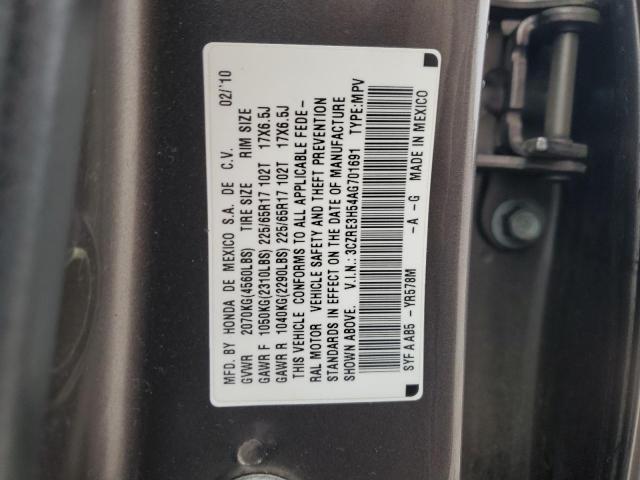 MFD. BY HONDA DE MEXICO S.A. DE C.V. 02/'10
GVWR 2070KG(4560LBS) TIRE SIZE RIM SIZE
GAWR F 1050KG(2310LBS) 225/65R17 102T 17X6.5J
GAWR R 1040KG(2290LBS) 225/65R17 102T 17X6.5J
THIS VEHICLE CONFORMS TO ALL APPLICABLE FEDE-
RAL MOTOR VEHICLE SAFETY AND THEFT PREVENTION
STANDARDS IN EFFECT ON THE DATE OF MANUFACTURE
SHOWN ABOVE. V.I.N.: 3CZRE3H54AG701691 TYPE:MPV
SYF A AB5 -YR578M -A -G MADE IN MEXICO